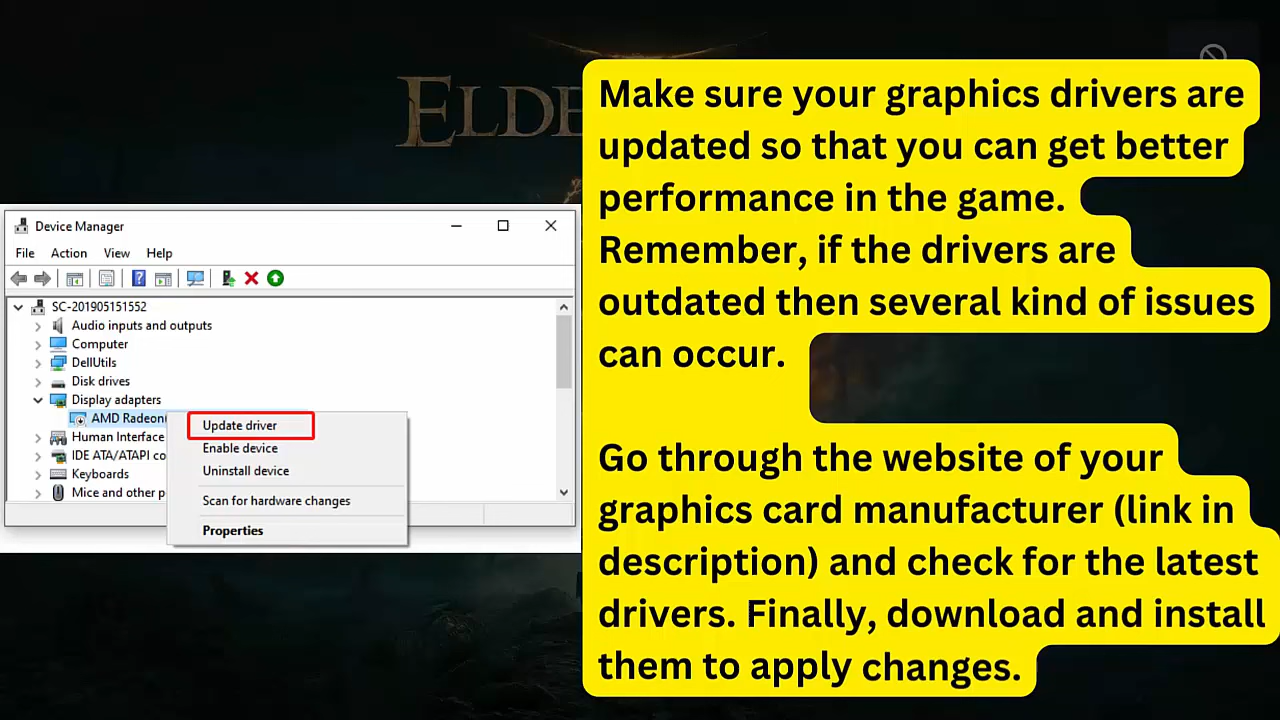 ELDE
Make sure your graphics drivers are
updated so that you can get better
performance in the game.
Remember, if the drivers are
outdated then several kind of issues
can occur.
Go through the website of your
graphics card manufacturer (link in
description) and check for the latest
drivers. Finally, download and install
them to apply changes.
Device Manager
File Action View Help
SC-201905151552
Audio inputs and outputs
Computer
DellUtils
Disk drives
Display adapters
AMD Radeon(
Human Interface
IDE ATA/ATAPI co
Keyboards
Mice and other p
Update driver
Enable device
Uninstall device
Scan for hardware changes
Properties